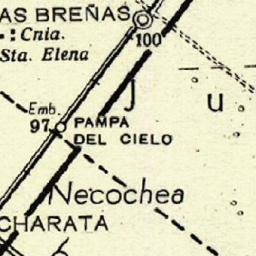 AS BREÑAS
Cnia.
Sta. Elena
100
J u
Emb.
97
PAMPA
DEL CIELO
Necochea
CHARATA